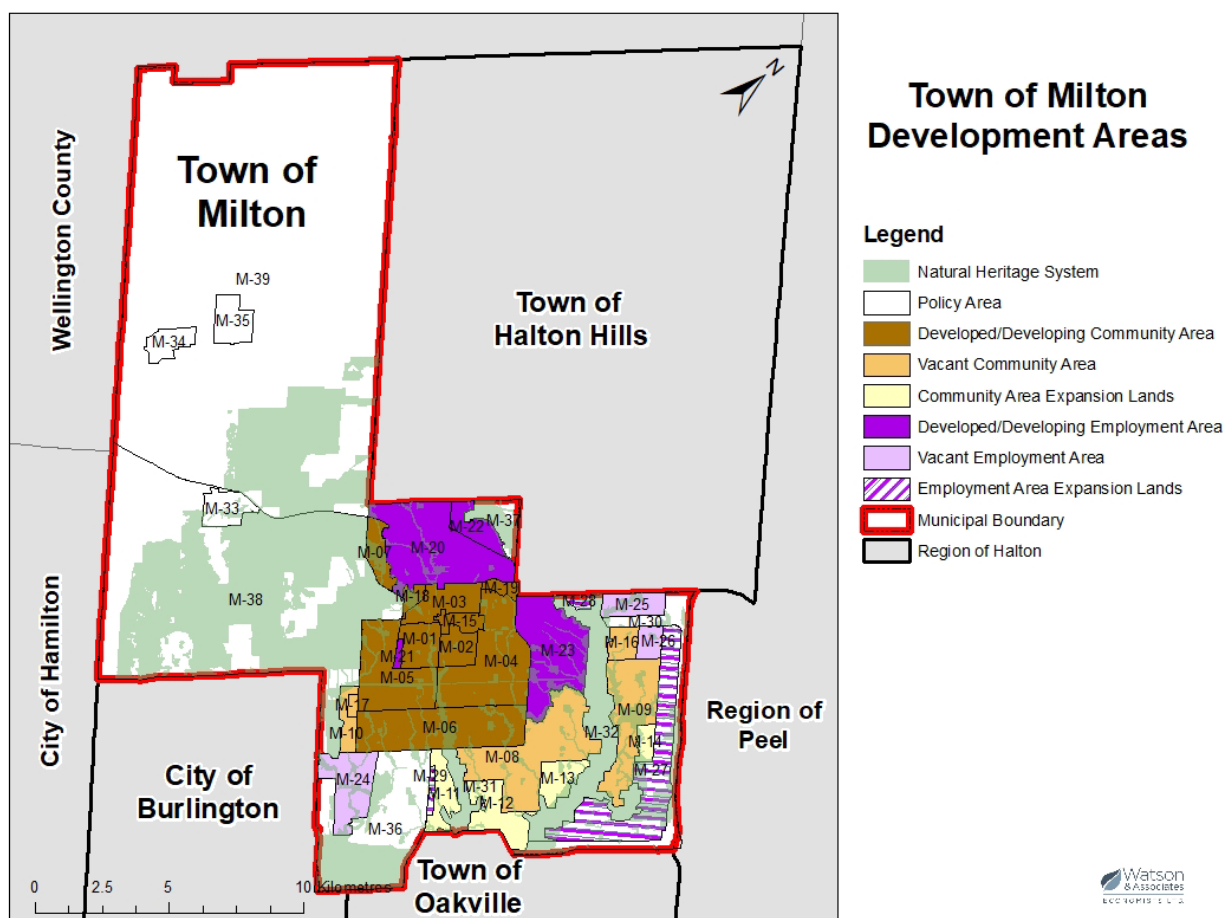 Town of Milton
Development Areas
Legend
Natural Heritage System
Policy Area
Developed/Developing Community Area
Vacant Community Area
Community Area Expansion Lands
Developed/Developing Employment Area
Vacant Employment Area
Employment Area Expansion Lands
Municipal Boundary
Region of Halton
N
Wellington County
Town of
Milton
Town of
Halton Hills
M-39
M-35
M-34
M-33
M-37
M-22
M-20
M-07
M-38
M-18
M-19
M-03
M-15
M-01
M-02
M-21
M-05
M-04
M-28
M-25
M-30
M-16
M-26
M-23
City of Hamilton
M-17
M-10
M-06
M-09
M-32
M-14
M-27
M-08
M-13
M-24
M-29
M-11
M-31
M-12
M-36
Region of
Peel
City of
Burlington
Town of
Oakville
0 2.5 5 10 Kilometres
Watson
& Associates
ECONOMISTS LTD.